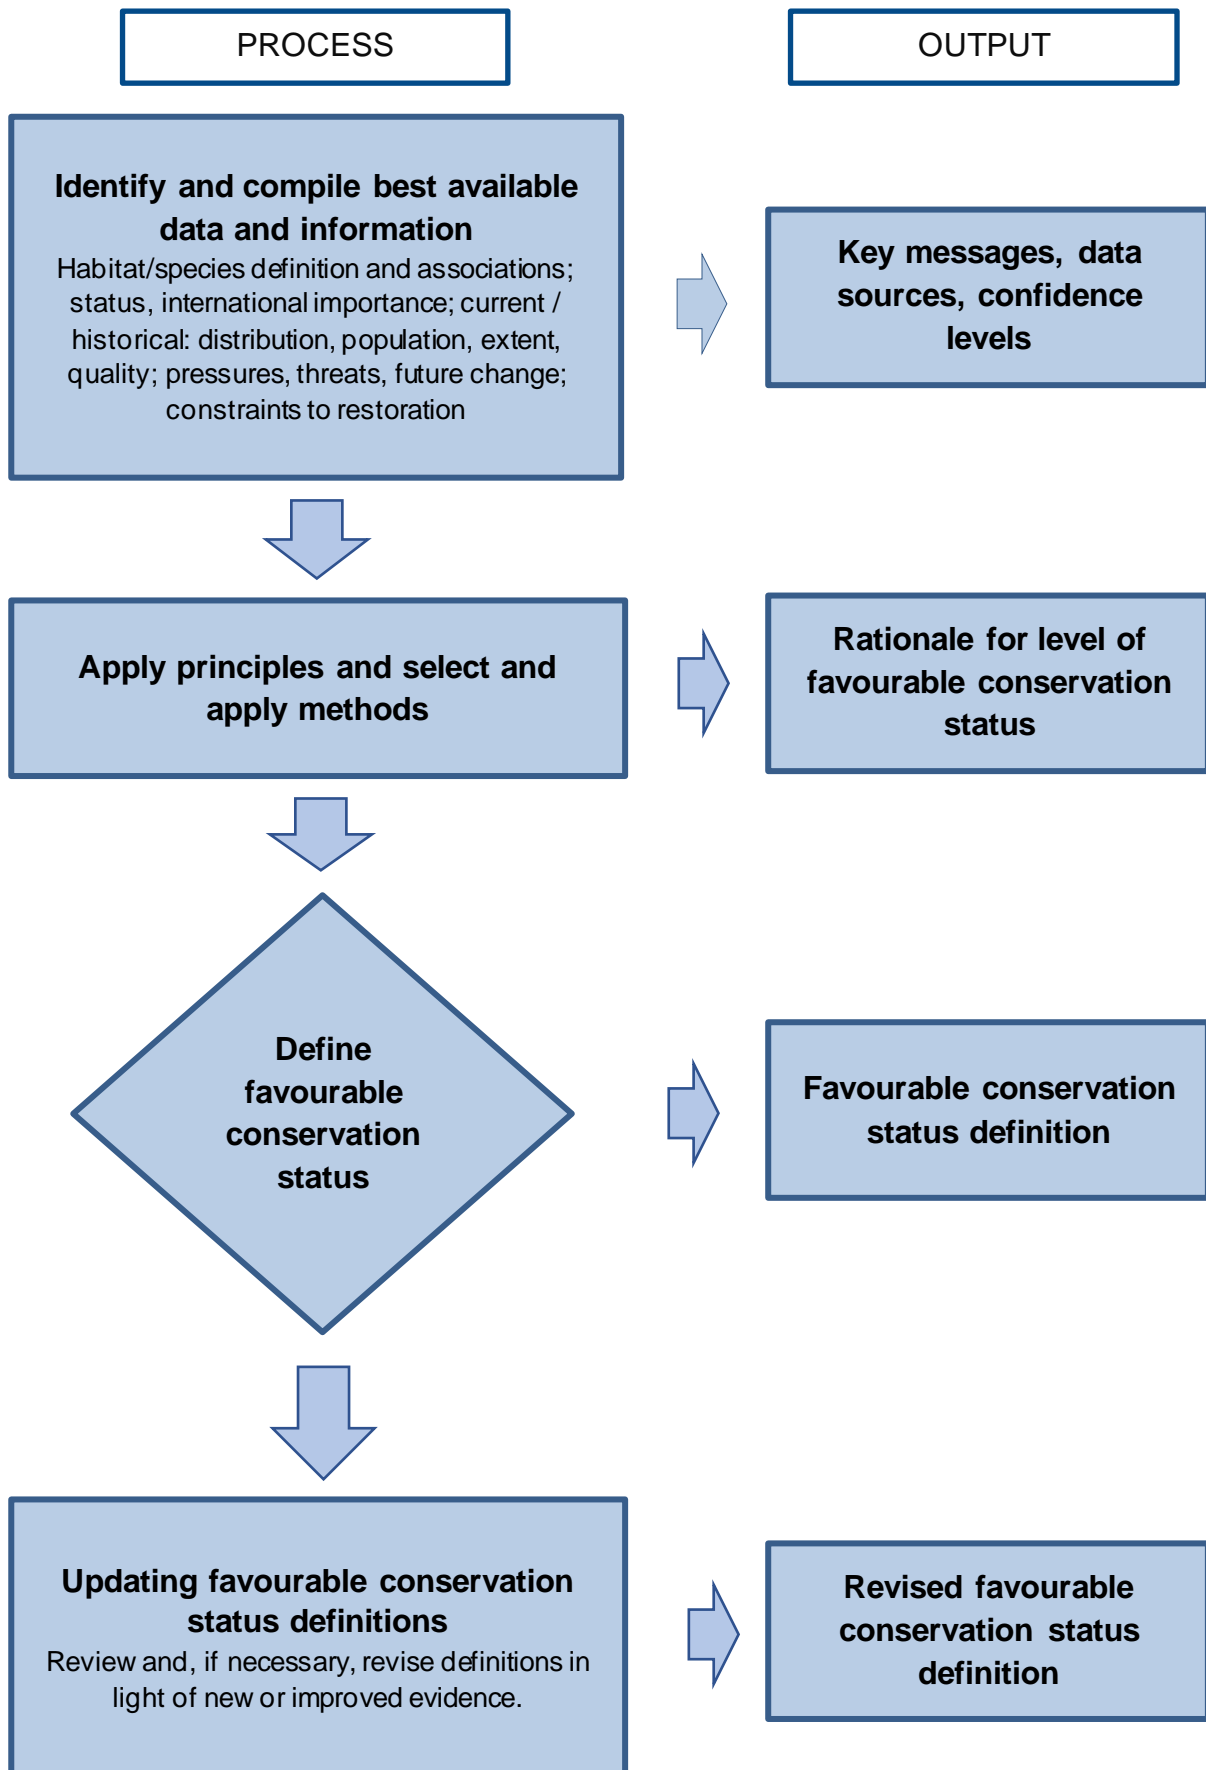 PROCESS
OUTPUT
Identify and compile best available
data and information
Habitat/species definition and associations;
status, international importance; current /
historical: distribution, population, extent,
quality; pressures, threats, future change;
constraints to restoration
Key messages, data
sources, confidence
levels
Apply principles and select and
apply methods
Rationale for level of
favourable conservation
status
Define
favourable
conservation
status
Favourable conservation
status definition
Updating favourable conservation
status definitions
Review and, if necessary, revise definitions in
light of new or improved evidence.
Revised favourable
conservation status
definition